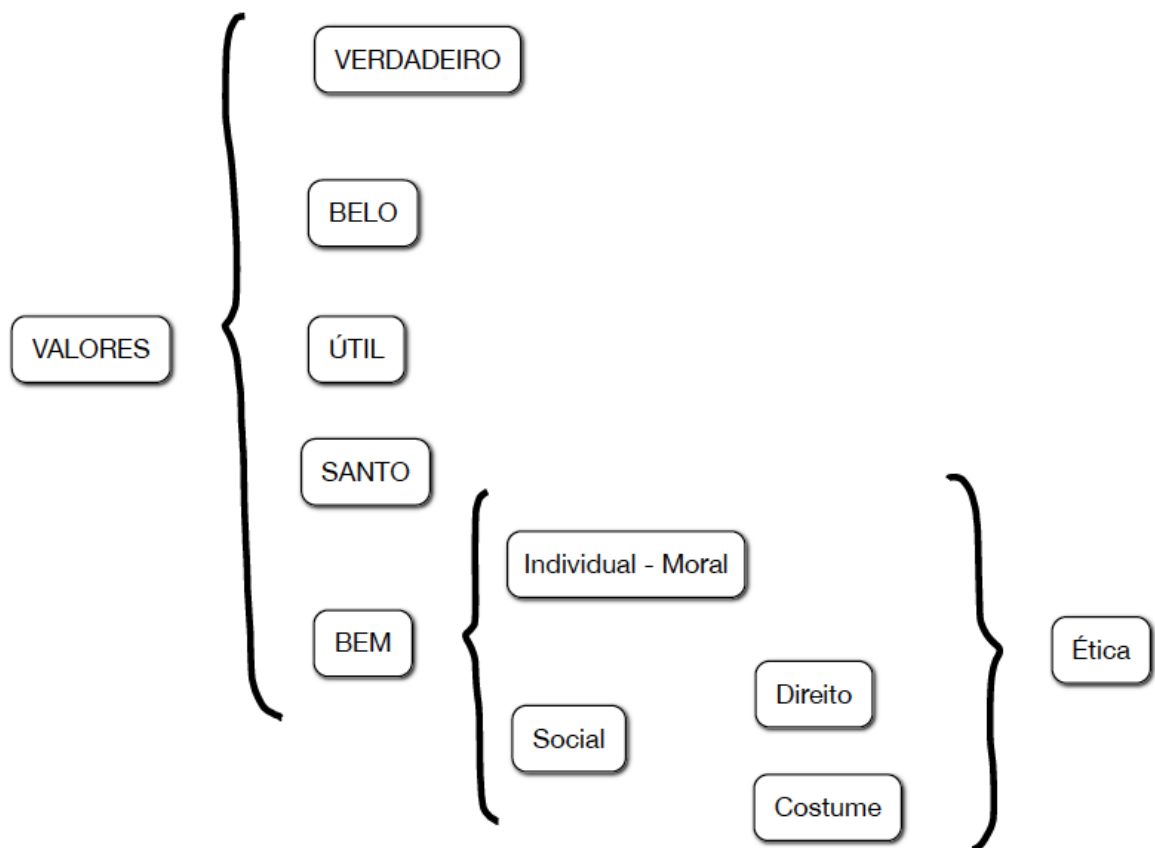 VERDADEIRO
BELO
VALORES
ÚTIL
SANTO
Individual - Moral
BEM
Ética
Direito
Social
Costume